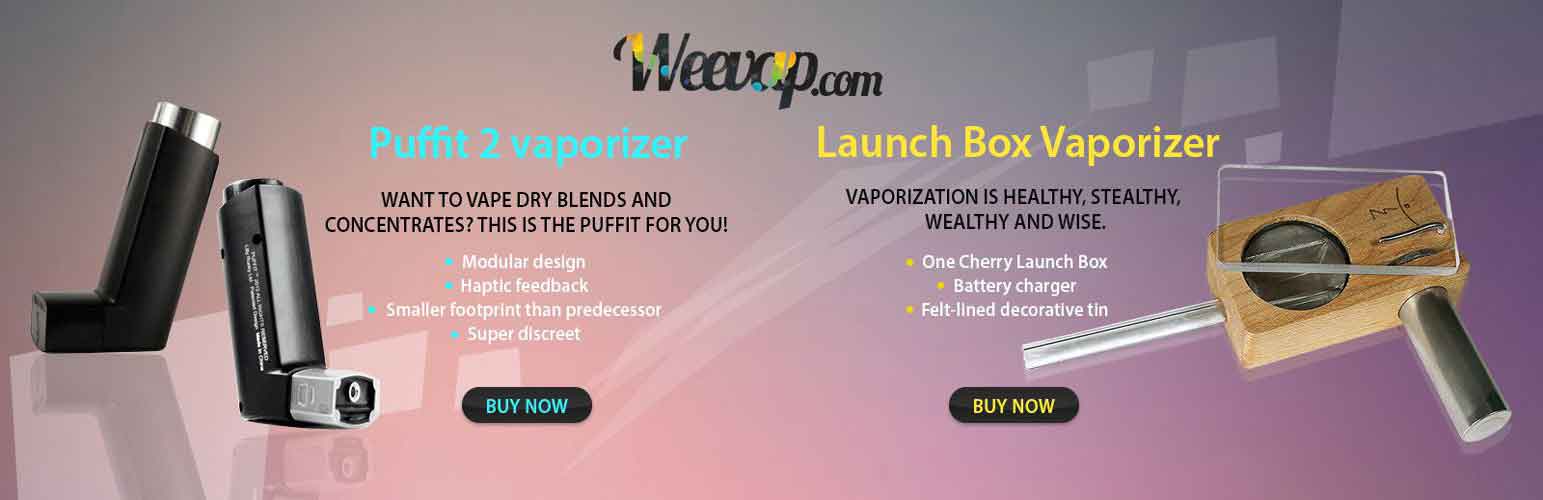 Weevap.com
Puffit 2 vaporizer
WANT TO VAPE DRY BLENDS AND
CONCENTRATES? THIS IS THE PUFFIT FOR YOU!
Modular design
Haptic feedback
Smaller footprint than predecessor
Super discreet
BUY NOW
Launch Box Vaporizer
VAPORIZATION IS HEALTHY, STEALTHY,
WEALTHY AND WISE.
One Cherry Launch Box
Battery charger
Felt-lined decorative tin
BUY NOW